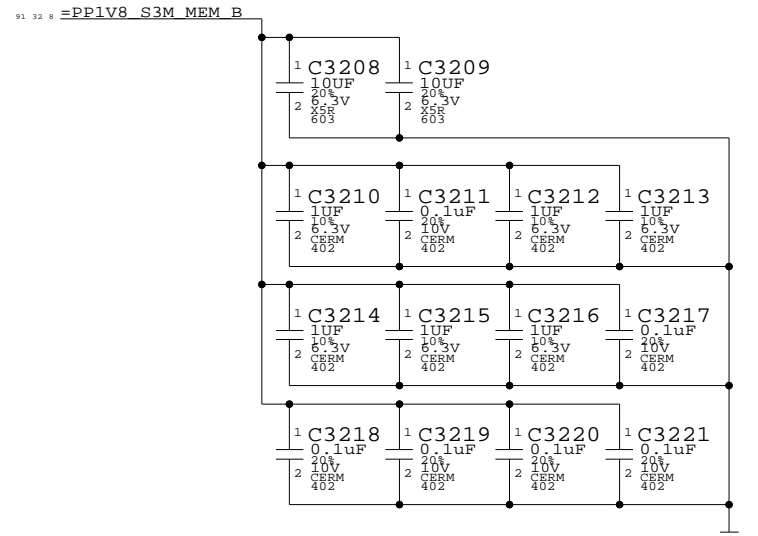 91 32 8 =PP1V8_S3M_MEM_B
1 C3208 1 C3209
10UF 10UF
20% 20%
6.3V 6.3V
2 X5R 2 X5R
603 603
1 C3210 1 C3211 1 C3212 1 C3213
1UF 0.1uF 1UF 1UF
10% 20% 10% 10%
6.3V 10V 6.3V 6.3V
2 CERM 2 CERM 2 CERM 2 CERM
402 402 402 402
1 C3214 1 C3215 1 C3216 1 C3217
1UF 1UF 1UF 0.1uF
10% 10% 10% 20%
6.3V 6.3V 6.3V 10V
2 CERM 2 CERM 2 CERM 2 CERM
402 402 402 402
1 C3218 1 C3219 1 C3220 1 C3221
0.1uF 0.1uF 0.1uF 0.1uF
20% 20% 20% 20%
10V 10V 10V 10V
2 CERM 2 CERM 2 CERM 2 CERM
402 402 402 402